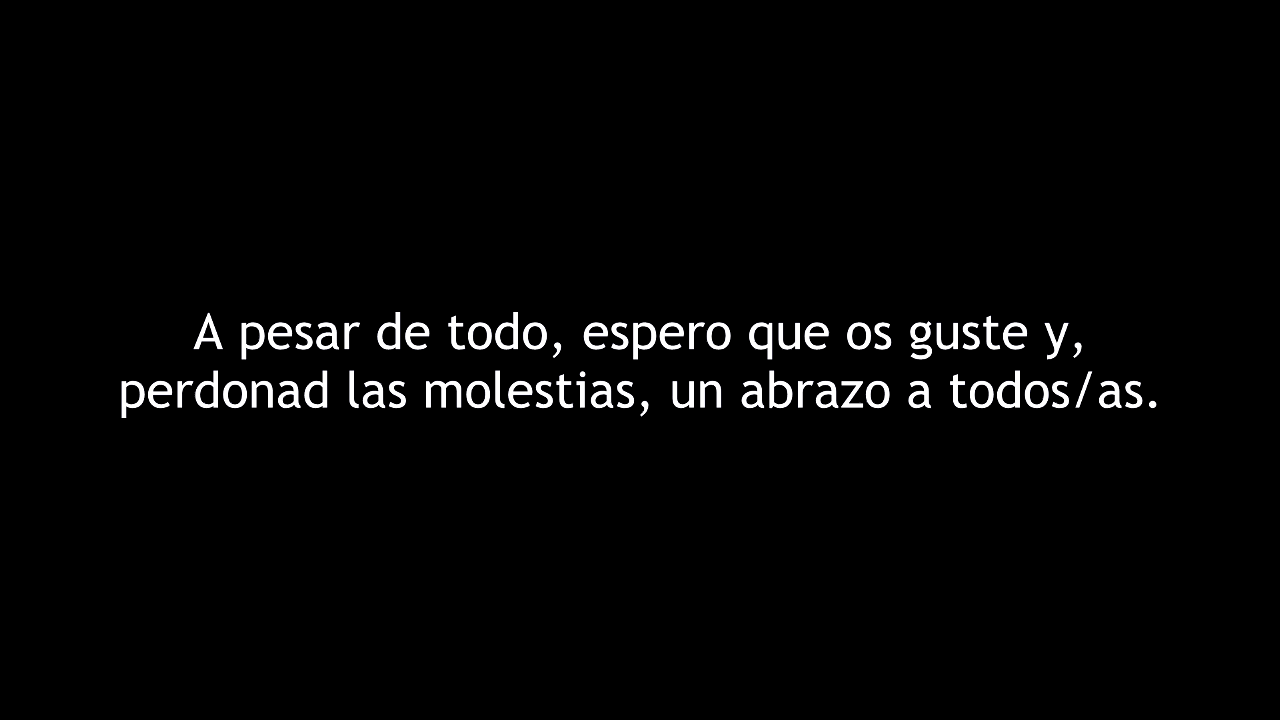 A pesar de todo, espero que os guste y,
perdonad las molestias, un abrazo a todos/as.